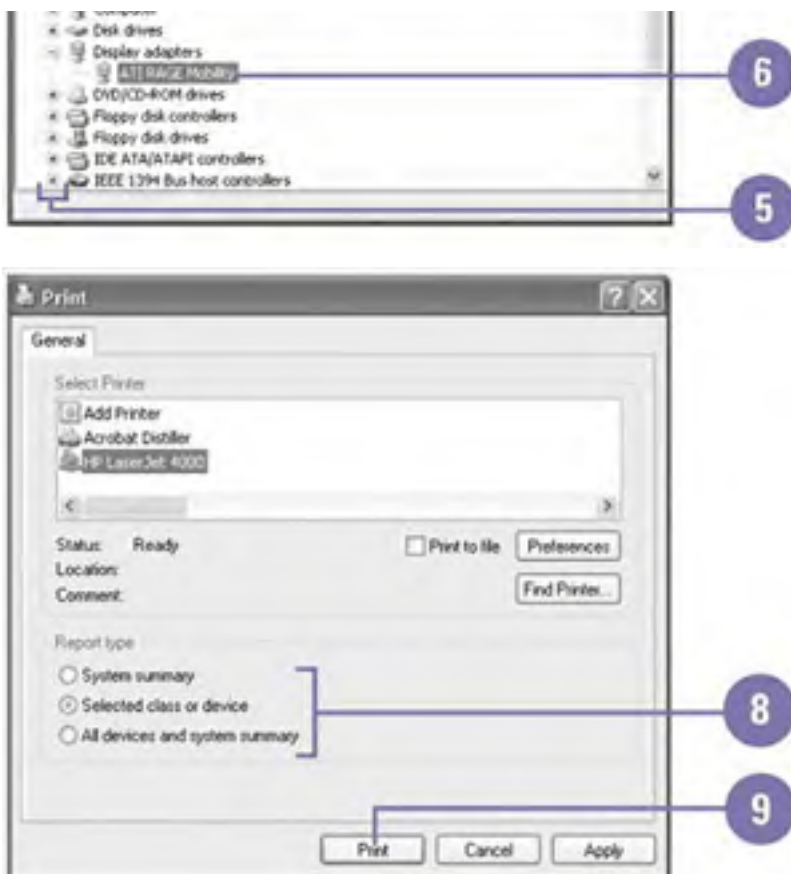 Computer
Disk drives
Display adapters
ATI RAGE Mobility
6
DVD/CD-ROM drives
Floppy disk controllers
Floppy disk drives
IDE ATA/ATAPI controllers
IEEE 1394 Bus host controllers
5
Print
General
Select Printer
Add Printer
Acrobat Distiller
HP LaserJet 4000
Status: Ready
Print to file
Preferences
Location:
Comment:
Find Printer...
Report type
System summary
Selected class or device
All devices and system summary
8
9
Print
Cancel
Apply